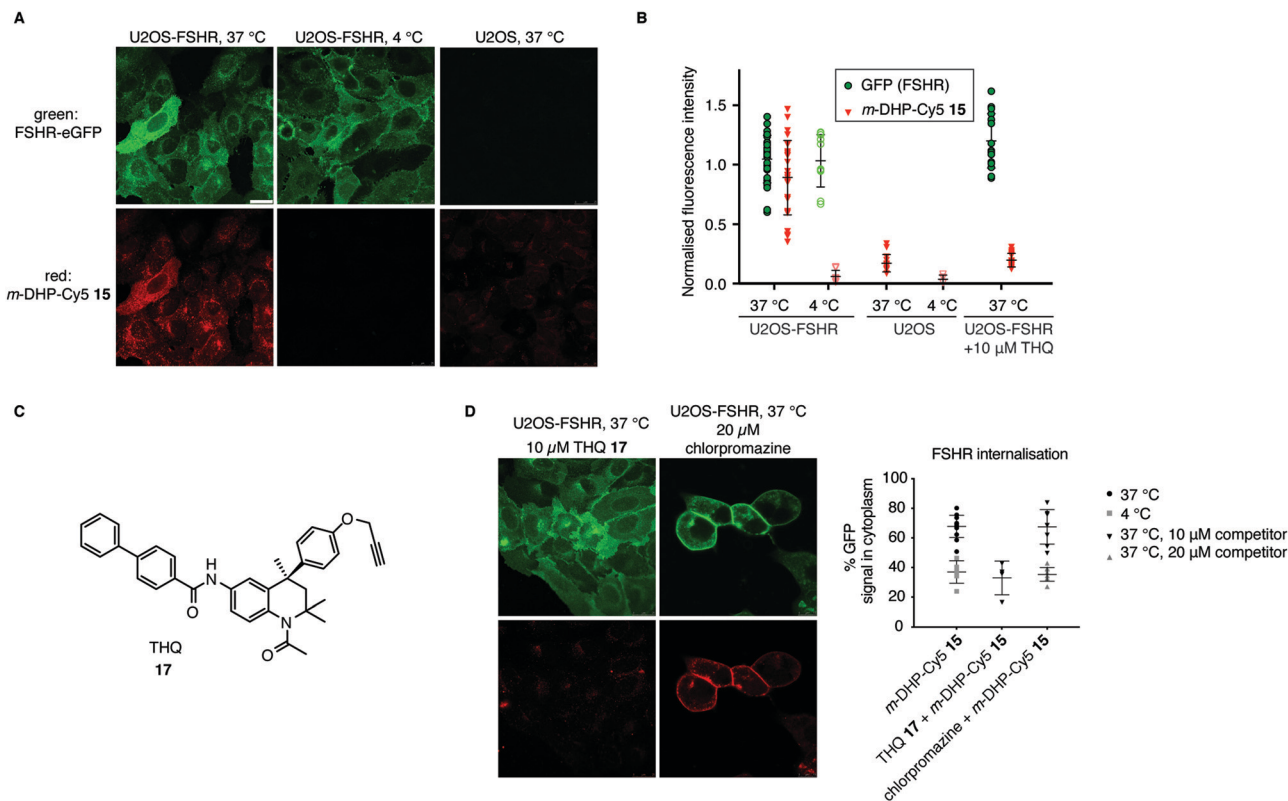 A
U2OS-FSHR, 37 °C
U2OS-FSHR, 4 °C
U2OS, 37 °C
green:
FSHR-eGFP
red:
m-DHP-Cy5 15
B
GFP (FSHR)
m-DHP-Cy5 15
Normalised fluorescence intensity
1.5
1.0
0.5
0.0
37 °C
4 °C
37 °C
4 °C
37 °C
U2OS-FSHR
U2OS
U2OS-FSHR
+10 µM THQ
C
O
H
N
O
N
O
THQ
17
D
U2OS-FSHR, 37 °C
10 µM THQ 17
U2OS-FSHR, 37 °C
20 µM
chlorpromazine
FSHR internalisation
% GFP
signal in cytoplasm
100
80
60
40
20
0
m-DHP-Cy5 15
THQ 17 + m-DHP-Cy5 15
chlorpromazine + m-DHP-Cy5 15
37 °C
4 °C
37 °C, 10 µM competitor
37 °C, 20 µM competitor